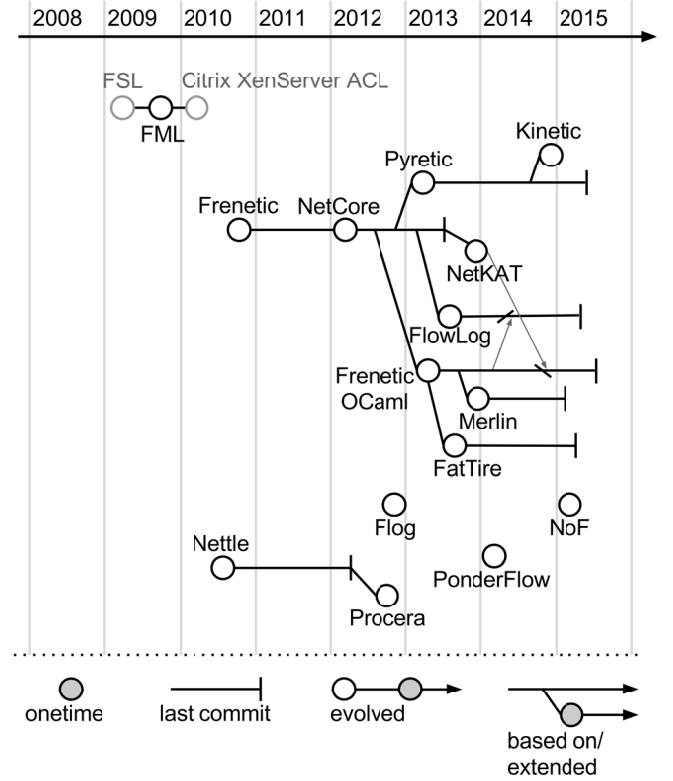 2008 2009 2010 2011 2012 2013 2014 2015
FSL Citrix XenServer ACL
FML
Kinetic
Pyretic
Frenetic NetCore
NetKAT
FlowLog
Frenetic
OCaml
Merlin
FatTire
Flog NoF
Nettle
PonderFlow
Procera
onetime last commit evolved
based on/
extended